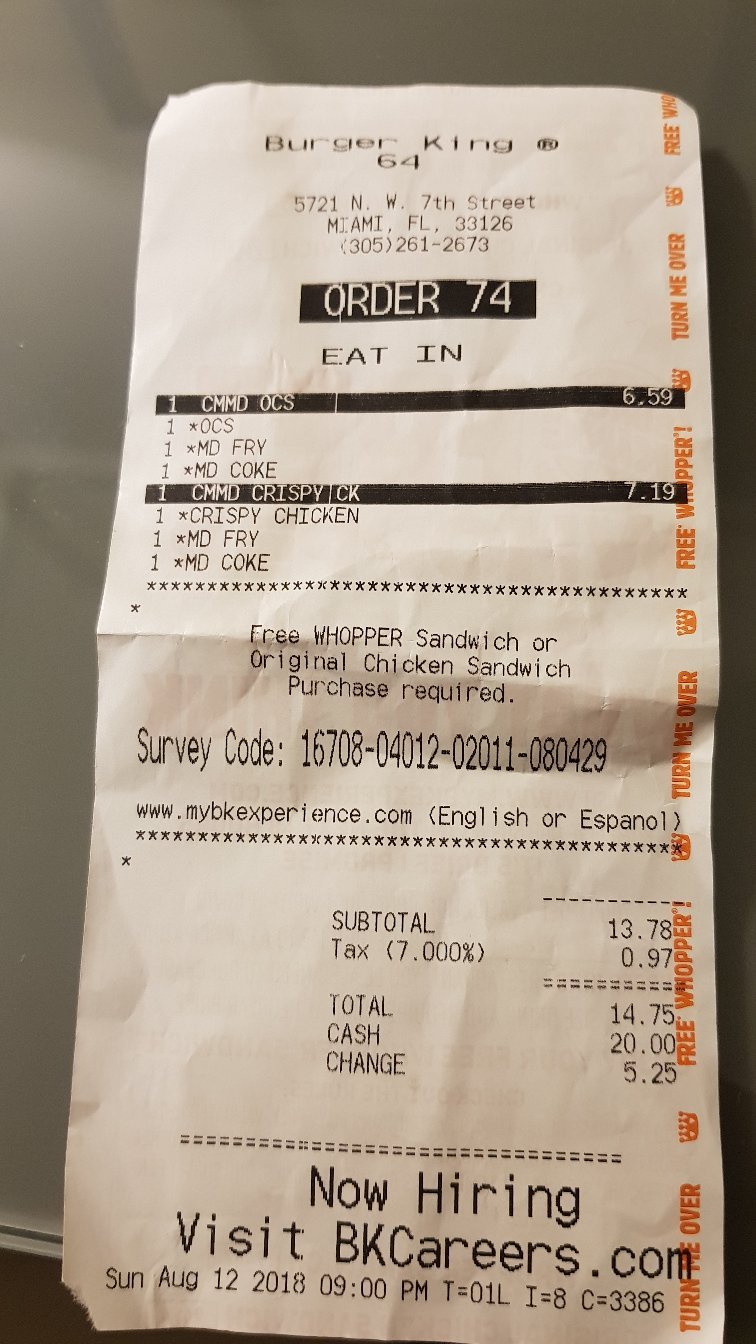 Burger King ®
64
5721 N. W. 7th Street
MIAMI, FL, 33126
(305)261-2673
ORDER 74
EAT IN
1 CMMD OCS 6.59
1 *OCS
1 *MD FRY
1 *MD COKE
1 CMMD CRISPY CK 7.19
1 *CRISPY CHICKEN
1 *MD FRY
1 *MD COKE
*********************************************
*
Free WHOPPER Sandwich or
Original Chicken Sandwich
Purchase required.
Survey Code: 16708-04012-02011-080429
www.mybkexperience.com (English or Espanol)
*********************************************
*
-----------
SUBTOTAL 13.78
Tax (7.000%) 0.97
===========
TOTAL 14.75
CASH 20.00
CHANGE 5.25
====================================
Now Hiring
Visit BKCareers.com
Sun Aug 12 2018 09:00 PM T=01L I=8 C=3386
TURN ME OVER
FREE WHOPPER®!
TURN ME OVER
FREE WHOPPER®!
TURN ME OVER
FREE WHO